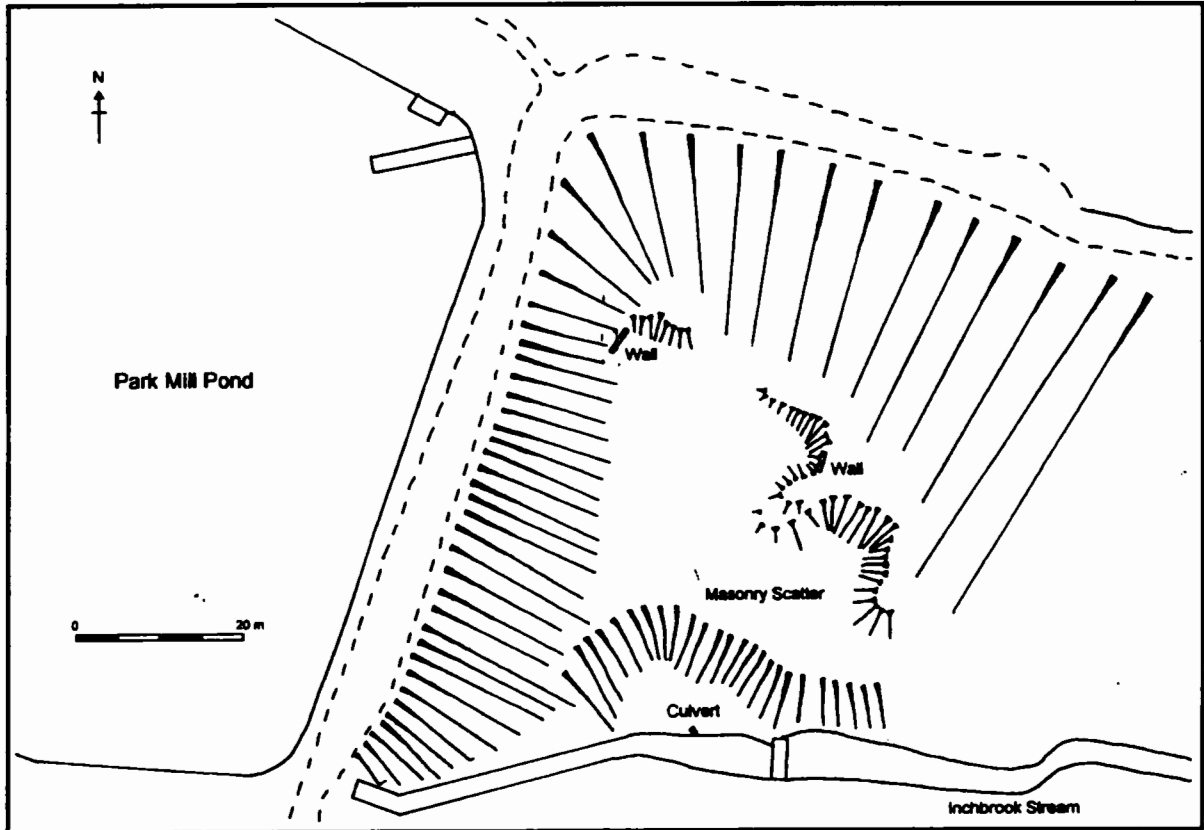 N
Wall
Park Mill Pond
Wall
Masonry Scatter
0 20 m
Culvert
Inchbrook Stream